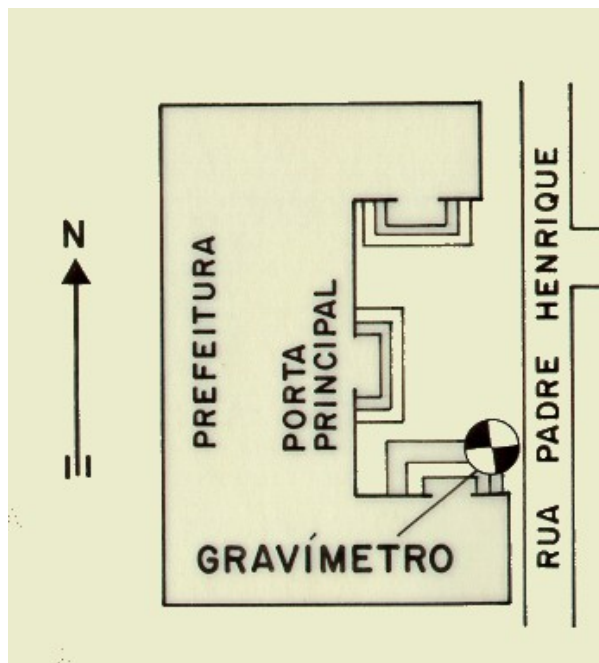 N
PREFEITURA
PORTA
PRINCIPAL
RUA PADRE HENRIQUE
GRAVÍMETRO